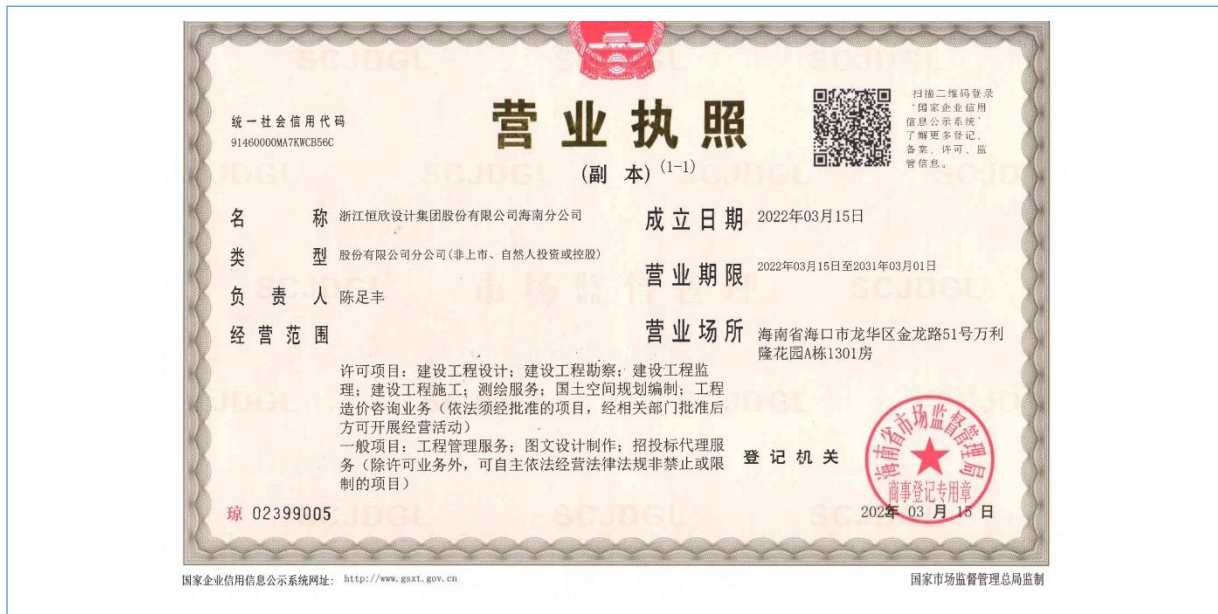 统一社会信用代码
91460000MA7KWCB56C
营业执照
(副 本) (1-1)
扫描二维码登录
‘国家企业信用
信息公示系统’
了解更多登记、
备案、许可、监
管信息。
名 称 浙江恒欣设计集团股份有限公司海南分公司
类 型 股份有限公司分公司(非上市、自然人投资或控股)
负 责 人 陈足丰
经 营 范 围
许可项目：建设工程设计；建设工程勘察；建设工程监
理；建设工程施工；测绘服务；国土空间规划编制；工程
造价咨询业务（依法须经批准的项目，经相关部门批准后
方可开展经营活动）
一般项目：工程管理服务；图文设计制作；招投标代理服
务（除许可业务外，可自主依法经营法律法规非禁止或限
制的项目）
成 立 日 期 2022年03月15日
营 业 期 限 2022年03月15日至2031年03月01日
营 业 场 所 海南省海口市龙华区金龙路51号万利
隆花园A栋1301房
登 记 机 关
海南省市场监督管理局
商事登记专用章
2022年 03 月 15 日
琼 02399005
SCJDGL
市场监督管理
国家企业信用信息公示系统网址： http://www.gsxt.gov.cn
国家市场监督管理总局监制